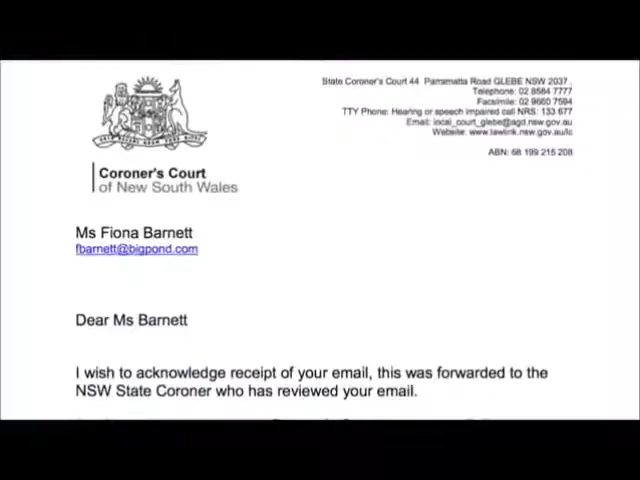 State Coroner's Court 44 Parramatta Road GLEBE NSW 2037 .
Telephone: 02 8584 7777
Facsimile: 02 9660 7594
TTY Phone: Hearing or speech impaired call NRS: 133 677
Email: local_court_glebe@agd.nsw.gov.au
Website: www.lawlink.nsw.gov.au/lc
ABN: 68 199 215 208
Coroner's Court
of New South Wales
Ms Fiona Barnett
fbarnett@bigpond.com
Dear Ms Barnett
I wish to acknowledge receipt of your email, this was forwarded to the
NSW State Coroner who has reviewed your email.